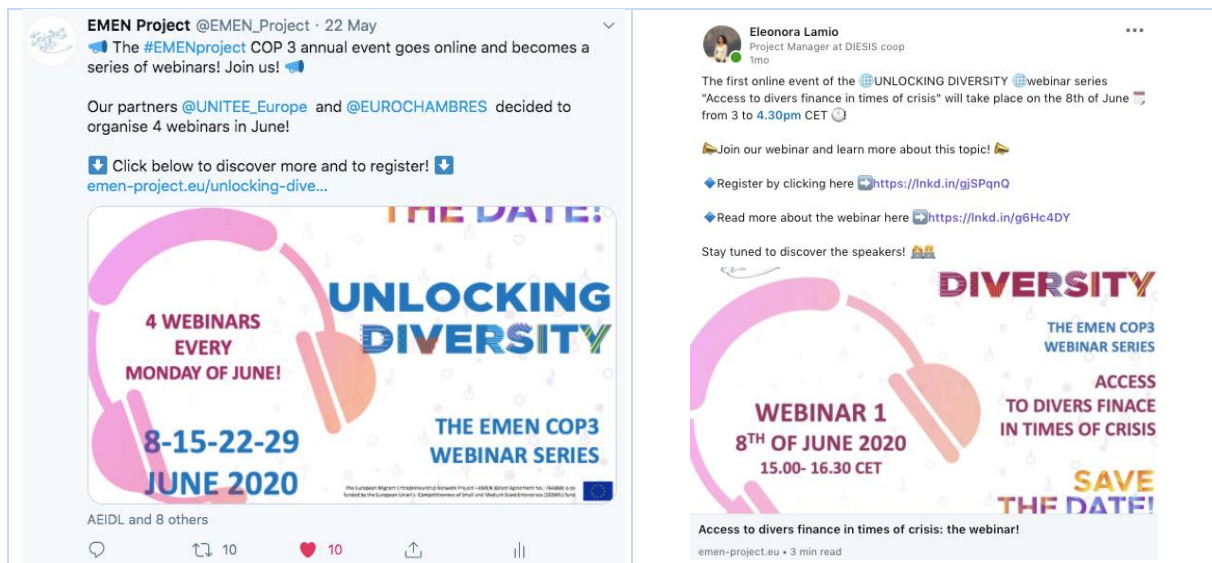 EMEN Project @EMEN_Project · 22 May
The #EMENproject COP 3 annual event goes online and becomes a
series of webinars! Join us!
Our partners @UNITEE_Europe and @EUROCHAMBRES decided to
organise 4 webinars in June!
Click below to discover more and to register!
emen-project.eu/unlocking-dive...
THE DATE!
UNLOCKING
DIVERSITY
4 WEBINARS
EVERY
MONDAY OF JUNE!
8-15-22-29
JUNE 2020
THE EMEN COP3
WEBINAR SERIES
AEIDL and 8 others
10
10
Eleonora Lamio
Project Manager at DIESIS coop
1mo
The first online event of the UNLOCKING DIVERSITY webinar series
"Access to divers finance in times of crisis" will take place on the 8th of June
from 3 to 4.30pm CET
Join our webinar and learn more about this topic!
Register by clicking here https://lnkd.in/gjSPqnQ
Read more about the webinar here https://lnkd.in/g6Hc4DY
Stay tuned to discover the speakers!
DIVERSITY
THE EMEN COP3
WEBINAR SERIES
ACCESS
TO DIVERS FINACE
IN TIMES OF CRISIS
WEBINAR 1
8TH OF JUNE 2020
15.00- 16.30 CET
SAVE
THE DATE!
Access to divers finance in times of crisis: the webinar!
emen-project.eu • 3 min read